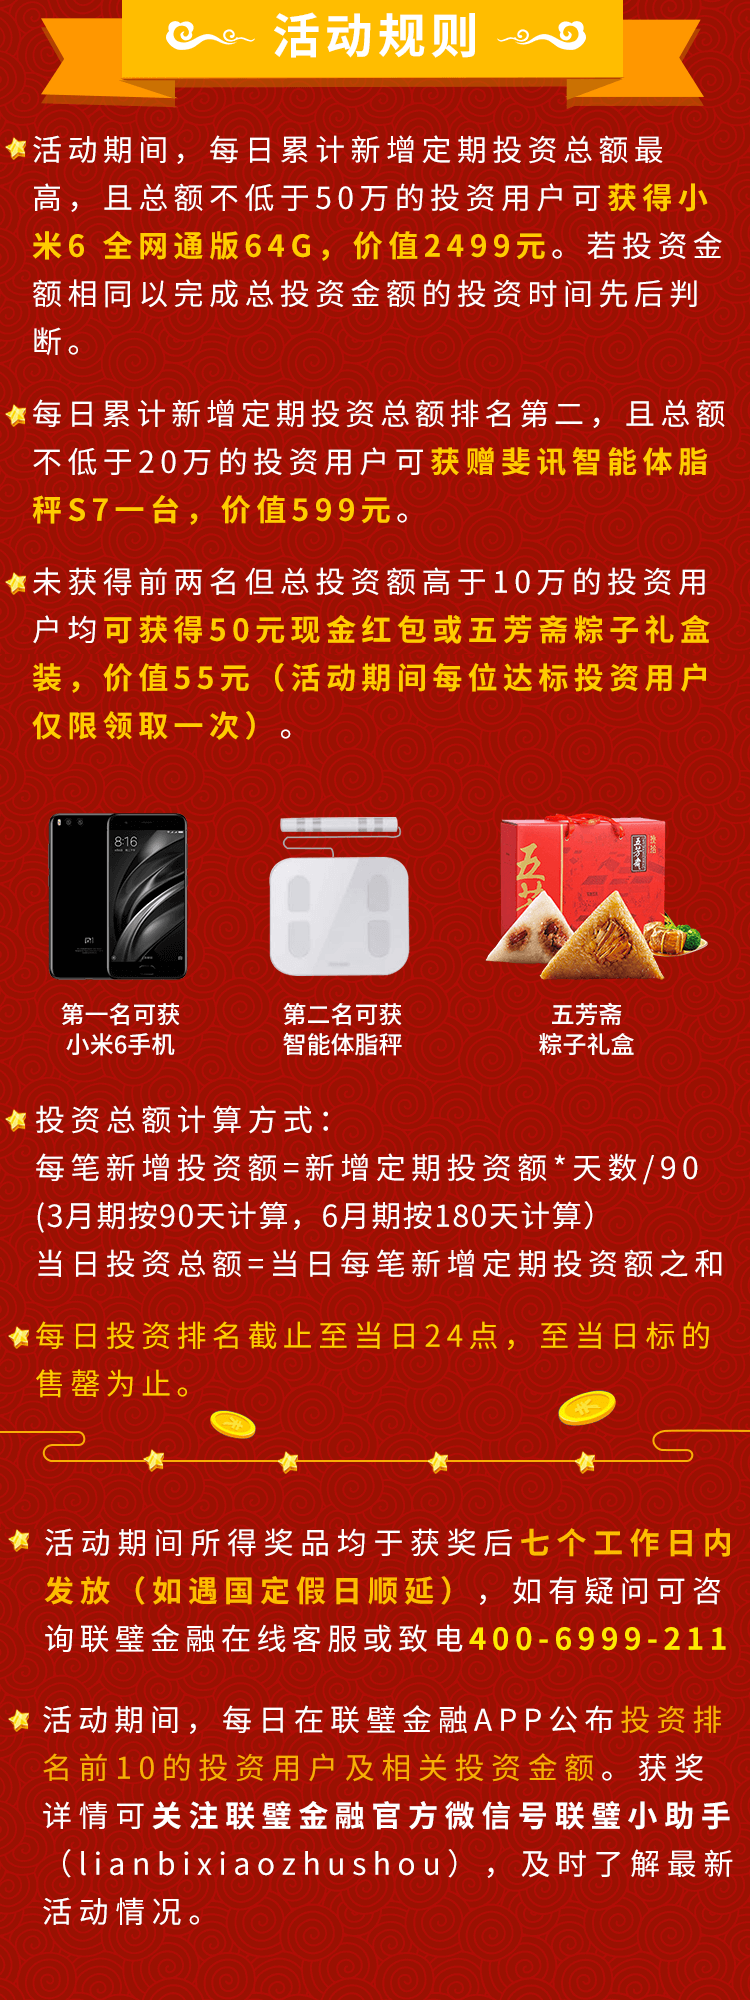 活动规则
活动期间，每日累计新增定期投资总额最
高，且总额不低于50万的投资用户可获得小
米6 全网通版64G，价值2499元。若投资金
额相同以完成总投资金额的投资时间先后判
断。
每日累计新增定期投资总额排名第二，且总额
不低于20万的投资用户可获赠斐讯智能体脂
秤S7一台，价值599元。
未获得前两名但总投资额高于10万的投资用
户均可获得50元现金红包或五芳斋粽子礼盒
装，价值55元（活动期间每位达标投资用户
仅限领取一次）。
8:16
五芳
五芳斋
第一名可获
小米6手机
第二名可获
智能体脂秤
五芳斋
粽子礼盒
投资总额计算方式：
每笔新增投资额=新增定期投资额*天数/90
(3月期按90天计算，6月期按180天计算）
当日投资总额=当日每笔新增定期投资额之和
每日投资排名截止至当日24点，至当日标的
售罄为止。
活动期间所得奖品均于获奖后七个工作日内
发放（如遇国定假日顺延），如有疑问可咨
询联璧金融在线客服或致电400-6999-211
活动期间，每日在联璧金融APP公布投资排
名前10的投资用户及相关投资金额。获奖
详情可关注联璧金融官方微信号联璧小助手
（lianbixiaozhushou），及时了解最新
活动情况。